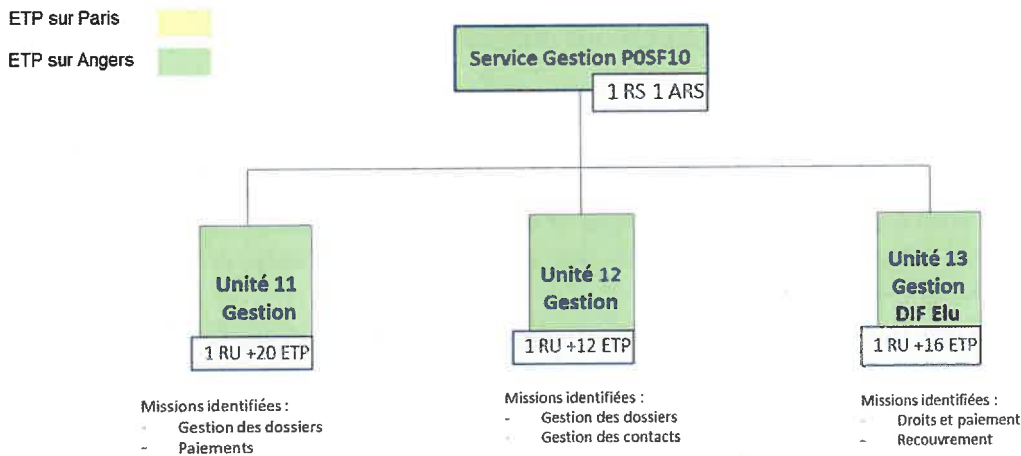 ETP sur Paris
ETP sur Angers
Service Gestion P0SF10
1 RS 1 ARS
Unité 11
Gestion
1 RU +20 ETP
Missions identifiées :
- Gestion des dossiers
- Paiements
Unité 12
Gestion
1 RU +12 ETP
Missions identifiées :
- Gestion des dossiers
- Gestion des contacts
Unité 13
Gestion
DIF Elu
1 RU +16 ETP
Missions identifiées :
- Droits et paiement
- Recouvrement